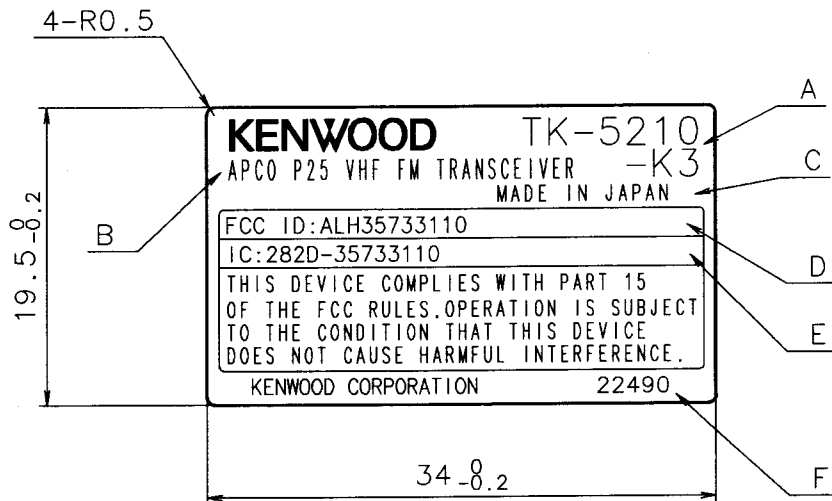 4-R0.5
A
KENWOOD TK-5210
-K3
APCO P25 VHF FM TRANSCEIVER
C
MADE IN JAPAN
B
FCC ID:ALH35733110
D
IC:282D-35733110
E
THIS DEVICE COMPLIES WITH PART 15
OF THE FCC RULES.OPERATION IS SUBJECT
TO THE CONDITION THAT THIS DEVICE
DOES NOT CAUSE HARMFUL INTERFERENCE.
KENWOOD CORPORATION 22490
F
19.5 0 -0.2
34 0 -0.2